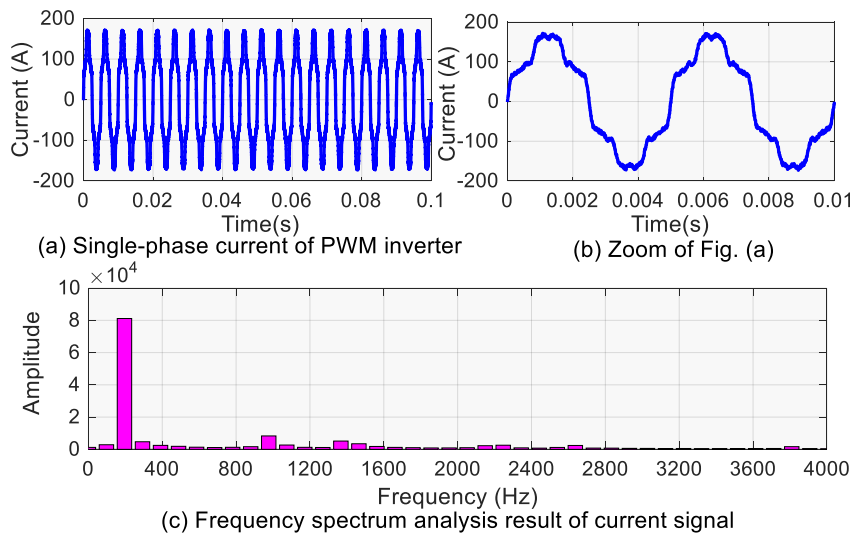 200
100
0
-100
-200
Current (A)
0 0.02 0.04 0.06 0.08 0.1
Time(s)
(a) Single-phase current of PWM inverter
200
100
0
-100
-200
Current (A)
0 0.002 0.004 0.006 0.008 0.01
Time(s)
(b) Zoom of Fig. (a)
×10⁴
10
8
6
4
2
0
Amplitude
0 400 800 1200 1600 2000 2400 2800 3200 3600 4000
Frequency (Hz)
(c) Frequency spectrum analysis result of current signal